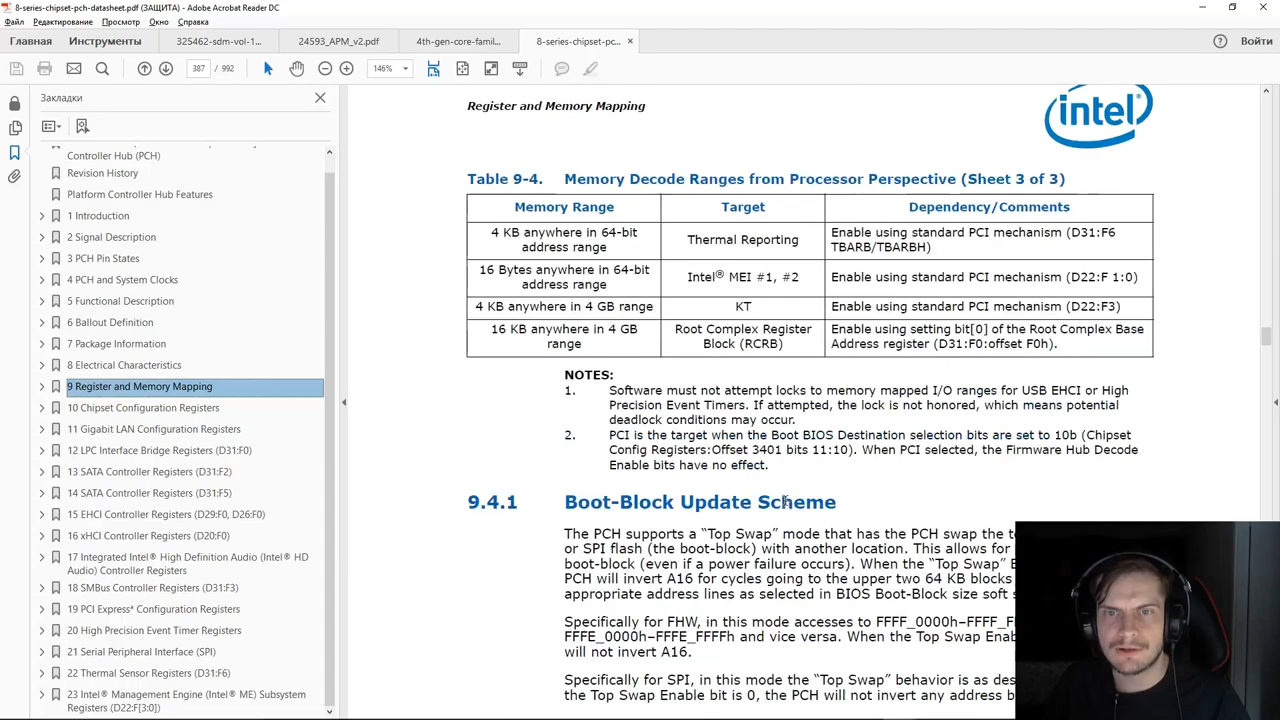 8-series-chipset-pch-datasheet.pdf (ЗАЩИТА) - Adobe Acrobat Reader DC
Файл Редактирование Просмотр Окно Справка
Главная Инструменты 325462-sdm-vol-1... 24593_APM_v2.pdf 4th-gen-core-famil... 8-series-chipset-pc... × Войти
387 / 992 146%
Закладки
Controller Hub (PCH)
Revision History
Platform Controller Hub Features
1 Introduction
2 Signal Description
3 PCH Pin States
4 PCH and System Clocks
5 Functional Description
6 Ballout Definition
7 Package Information
8 Electrical Characteristics
9 Register and Memory Mapping
10 Chipset Configuration Registers
11 Gigabit LAN Configuration Registers
12 LPC Interface Bridge Registers (D31:F0)
13 SATA Controller Registers (D31:F2)
14 SATA Controller Registers (D31:F5)
15 EHCI Controller Registers (D29:F0, D26:F0)
16 xHCI Controller Registers (D20:F0)
17 Integrated Intel® High Definition Audio (Intel® HD
Audio) Controller Registers
18 SMBus Controller Registers (D31:F3)
19 PCI Express* Configuration Registers
20 High Precision Event Timer Registers
21 Serial Peripheral Interface (SPI)
22 Thermal Sensor Registers (D31:F6)
23 Intel® Management Engine (Intel® ME) Subsystem
Registers (D22:F[3:0])
Register and Memory Mapping
intel®
Table 9-4. Memory Decode Ranges from Processor Perspective (Sheet 3 of 3)
Memory Range Target Dependency/Comments
4 KB anywhere in 64-bit
address range
Thermal Reporting
Enable using standard PCI mechanism (D31:F6
TBARB/TBARBH)
16 Bytes anywhere in 64-bit
address range
Intel® MEI #1, #2
Enable using standard PCI mechanism (D22:F 1:0)
4 KB anywhere in 4 GB range KT Enable using standard PCI mechanism (D22:F3)
16 KB anywhere in 4 GB
range
Root Complex Register
Block (RCRB)
Enable using setting bit[0] of the Root Complex Base
Address register (D31:F0:offset F0h).
NOTES:
1. Software must not attempt locks to memory mapped I/O ranges for USB EHCI or High
Precision Event Timers. If attempted, the lock is not honored, which means potential
deadlock conditions may occur.
2. PCI is the target when the Boot BIOS Destination selection bits are set to 10b (Chipset
Config Registers:Offset 3401 bits 11:10). When PCI selected, the Firmware Hub Decode
Enable bits have no effect.
9.4.1 Boot-Block Update Scheme
The PCH supports a “Top Swap” mode that has the PCH swap the
or SPI flash (the boot-block) with another location. This allows for
boot-block (even if a power failure occurs). When the “Top Swap”
PCH will invert A16 for cycles going to the upper two 64 KB blocks
appropriate address lines as selected in BIOS Boot-Block size soft
Specifically for FHW, in this mode accesses to FFFF_0000h–FFFF_
FFFE_0000h–FFFE_FFFFh and vice versa. When the Top Swap
will not invert A16.
Specifically for SPI, in this mode the “Top Swap” behavior is as
the Top Swap Enable bit is 0, the PCH will not invert any address